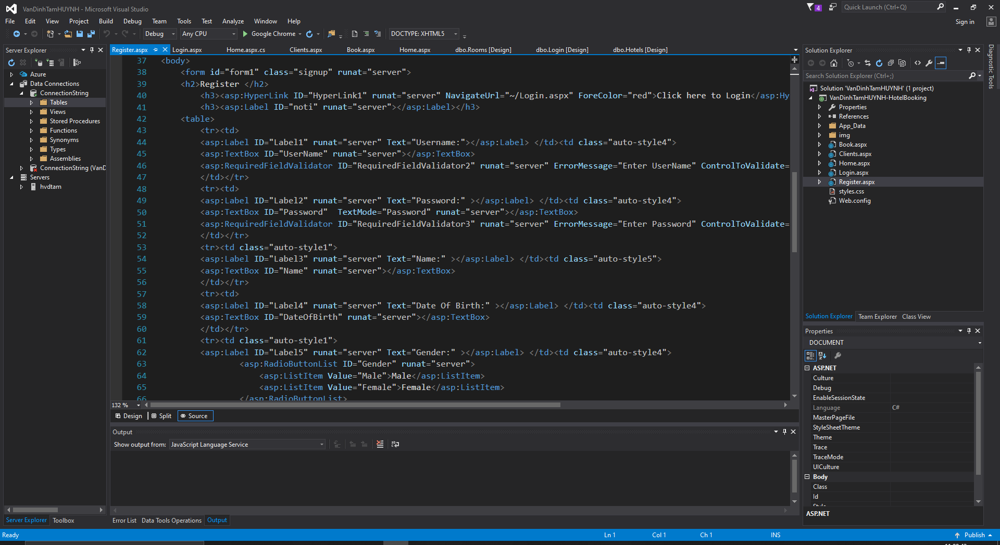 VanDinhTamHUYNH - Microsoft Visual Studio
4
Quick Launch (Ctrl+Q)
File Edit View Project Build Debug Team Tools Test Analyze Window Help
Sign in
Debug Any CPU Google Chrome DOCTYPE: XHTML5
Server Explorer
Azure
Data Connections
ConnectionString
Tables
Views
Stored Procedures
Functions
Synonyms
Types
Assemblies
ConnectionString (VanD
Servers
hvdtam
Server Explorer Toolbox
Register.aspx Login.aspx Home.aspx.cs Clients.aspx Book.aspx Home.aspx dbo.Rooms [Design] dbo.Login [Design] dbo.Hotels [Design]
37 <body>
38 <form id="form1" class="signup" runat="server">
39 <h2>Register </h2>
40 <h3><asp:HyperLink ID="HyperLink1" runat="server" NavigateUrl="~/Login.aspx" ForeColor="red">Click here to Login</asp:Hy
41 <h3><asp:Label ID="noti" runat="server"></asp:Label></h3>
42 <table>
43 <tr><td>
44 <asp:Label ID="Label1" runat="server" Text="Username:"></asp:Label> </td><td class="auto-style4">
45 <asp:TextBox ID="UserName" runat="server"></asp:TextBox>
46 <asp:RequiredFieldValidator ID="RequiredFieldValidator2" runat="server" ErrorMessage="Enter UserName" ControlToValidate=
47 </td></tr>
48 <tr><td>
49 <asp:Label ID="Label2" runat="server" Text="Password:" ></asp:Label> </td><td class="auto-style4">
50 <asp:TextBox ID="Password"  TextMode="Password" runat="server"></asp:TextBox>
51 <asp:RequiredFieldValidator ID="RequiredFieldValidator3" runat="server" ErrorMessage="Enter Password" ControlToValidate=
52 </td></tr>
53 <tr><td class="auto-style1">
54 <asp:Label ID="Label3" runat="server" Text="Name:" ></asp:Label> </td><td class="auto-style5">
55 <asp:TextBox ID="Name" runat="server"></asp:TextBox>
56 </td></tr>
57 <tr><td>
58 <asp:Label ID="Label4" runat="server" Text="Date Of Birth:" ></asp:Label> </td><td class="auto-style4">
59 <asp:TextBox ID="DateOfBirth" runat="server"></asp:TextBox>
60 </td></tr>
61 <tr><td class="auto-style1">
62 <asp:Label ID="Label5" runat="server" Text="Gender:" ></asp:Label> </td><td class="auto-style4">
63 <asp:RadioButtonList ID="Gender" runat="server">
64 <asp:ListItem Value="Male">Male</asp:ListItem>
65 <asp:ListItem Value="Female">Female</asp:ListItem>
66 </asp:RadioButtonList>
132 %
Design Split Source
Output
Show output from: JavaScript Language Service
Error List Data Tools Operations Output
Solution Explorer
Search Solution Explorer (Ctrl+;)
Solution 'VanDinhTamHUYNH' (1 project)
VanDinhTamHUYNH-HotelBooking
Properties
References
App_Data
img
Book.aspx
Clients.aspx
Home.aspx
Login.aspx
Register.aspx
styles.css
Web.config
Solution Explorer Team Explorer Class View
Properties
DOCUMENT
ASP.NET
Culture
Debug
EnableSessionState
Language C#
MasterPageFile
StyleSheetTheme
Theme
Trace
TraceMode
UICulture
Body
Class
Id
Style
ASP.NET
Diagnostic Tools
Ready Ln 1 Col 1 Ch 1 INS Publish